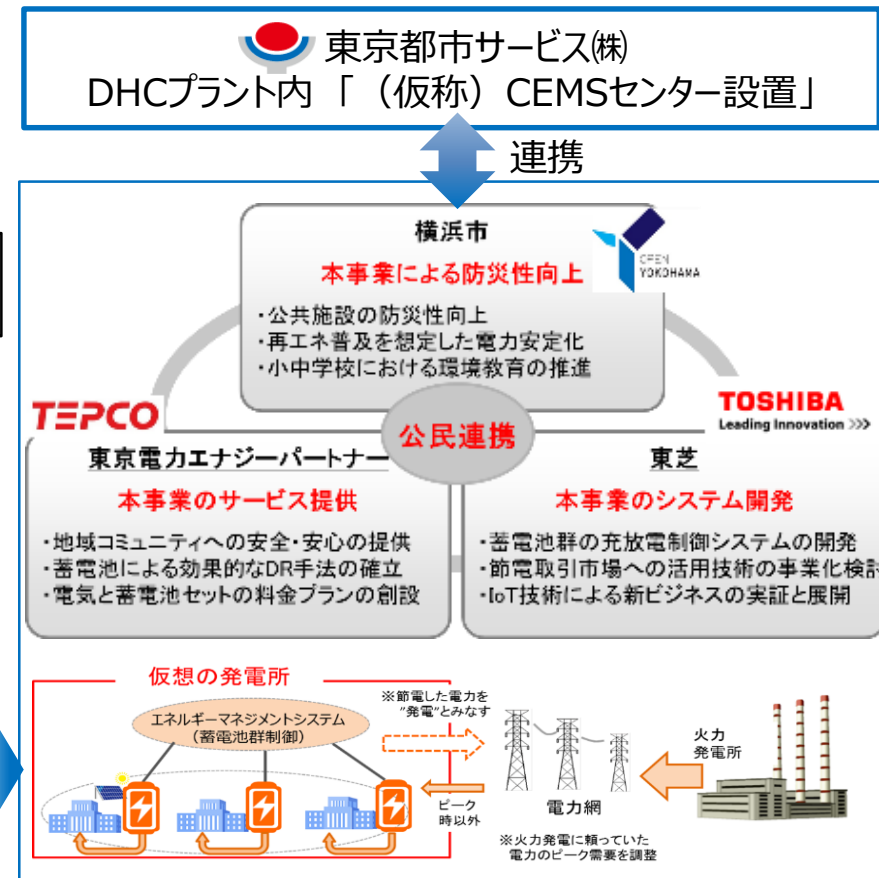 東京都市サービス㈱
DHCプラント内「（仮称）CEMSセンター設置」
連携
横浜市
本事業による防災性向上
OPEN
YOKOHAMA
・公共施設の防災性向上
・再エネ普及を想定した電力安定化
・小中学校における環境教育の推進
TEPCO
TOSHIBA
Leading Innovation >>>
公民連携
東京電力エナジーパートナー
本事業のサービス提供
・地域コミュニティへの安全・安心の提供
・蓄電池による効果的なDR手法の確立
・電気と蓄電池セットの料金プランの創設
東芝
本事業のシステム開発
・蓄電池群の充放電制御システムの開発
・節電取引市場への活用技術の事業化検討
・IoT技術による新ビジネスの実証と展開
仮想の発電所
エネルギーマネジメントシステム
（蓄電池群制御）
※節電した電力を
”発電”とみなす
ピーク
時以外
電力網
火力
発電所
※火力発電に頼っていた
電力のピーク需要を調整